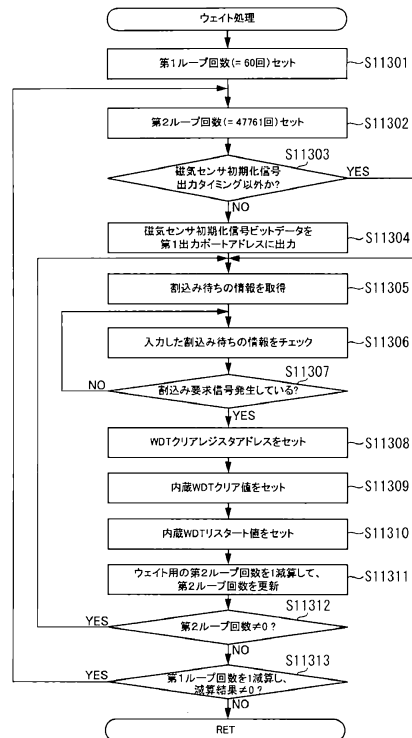 ウェイト処理
第1ループ回数(= 60回)セット
S11301
第2ループ回数(= 47761回)セット
S11302
S11303
磁気センサ初期化信号
出力タイミング以外か?
YES
NO
磁気センサ初期化信号ビットデータを
第1出力ポートアドレスに出力
S11304
割込み待ちの情報を取得
S11305
入力した割込み待ちの情報をチェック
S11306
S11307
NO
割込み要求信号発生している?
YES
WDTクリアレジスタアドレスをセット
S11308
内蔵WDTクリア値をセット
S11309
内蔵WDTリスタート値をセット
S11310
ウェイト用の第2ループ回数を1減算して、
第2ループ回数を更新
S11311
S11312
YES
第2ループ回数≠0?
NO
S11313
YES
第1ループ回数を1減算し、
減算結果≠0?
NO
RET